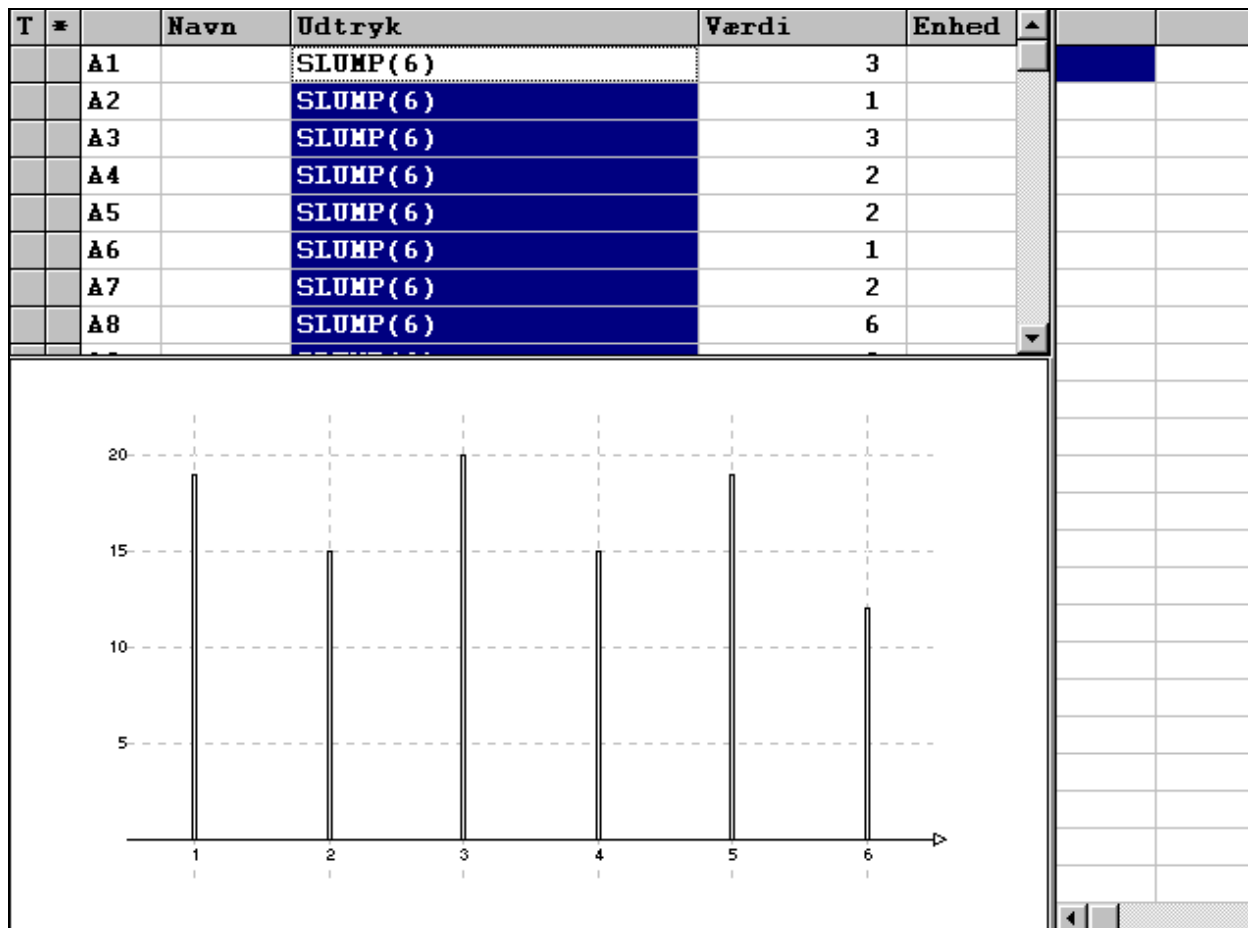 T * Navn Udtryk Værdi Enhed
A1 SLUMP(6) 3
A2 SLUMP(6) 1
A3 SLUMP(6) 3
A4 SLUMP(6) 2
A5 SLUMP(6) 2
A6 SLUMP(6) 1
A7 SLUMP(6) 2
A8 SLUMP(6) 6
20
15
10
5
1 2 3 4 5 6